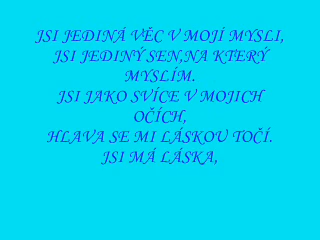 JSI JEDINÁ VĚC V MOJÍ MYSLI,
JSI JEDINÝ SEN,NA KTERÝ
MYSLÍM.
JSI JAKO SVÍCE V MOJICH
OČÍCH,
HLAVA SE MI LÁSKOU TOČÍ.
JSI MÁ LÁSKA,